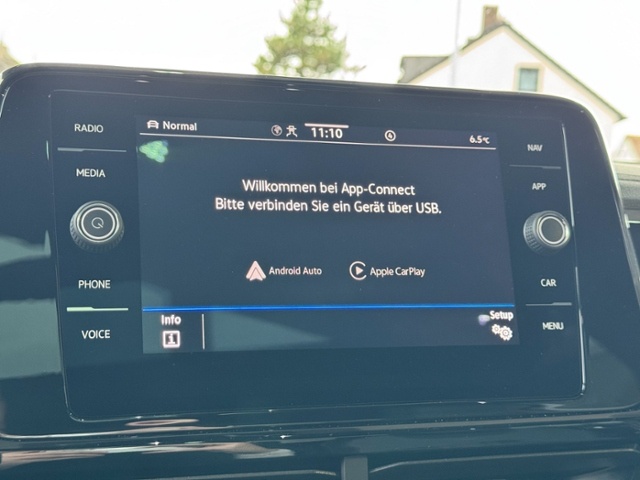 RADIO
MEDIA
PHONE
VOICE
Normal
11:10
6.5°C
Willkommen bei App-Connect
Bitte verbinden Sie ein Gerät über USB.
Android Auto
Apple CarPlay
Info
Setup
NAV
APP
CAR
MENU